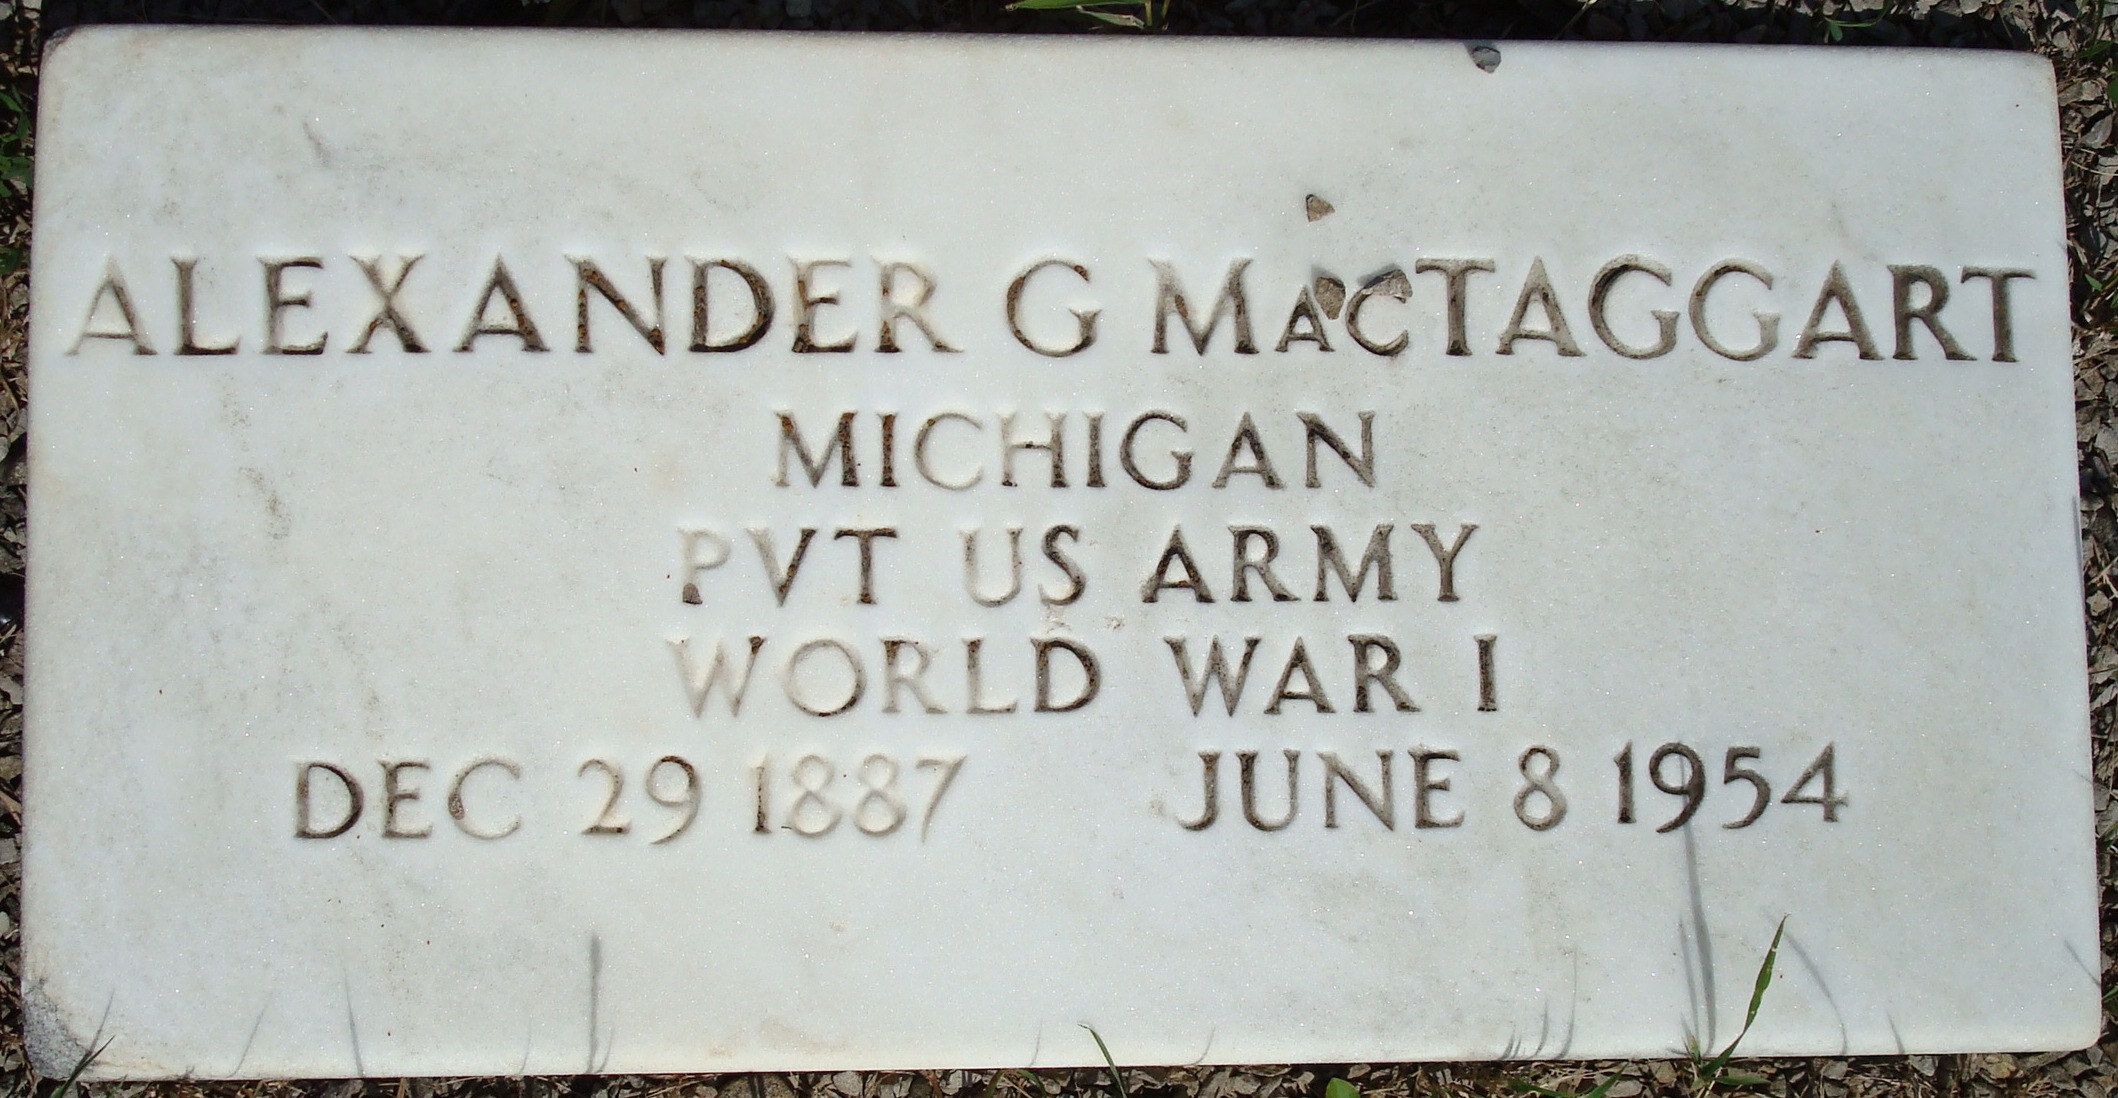 ALEXANDER G MACTAGGART
MICHIGAN
PVT US ARMY
WORLD WAR I
DEC 29 1887 JUNE 8 1954